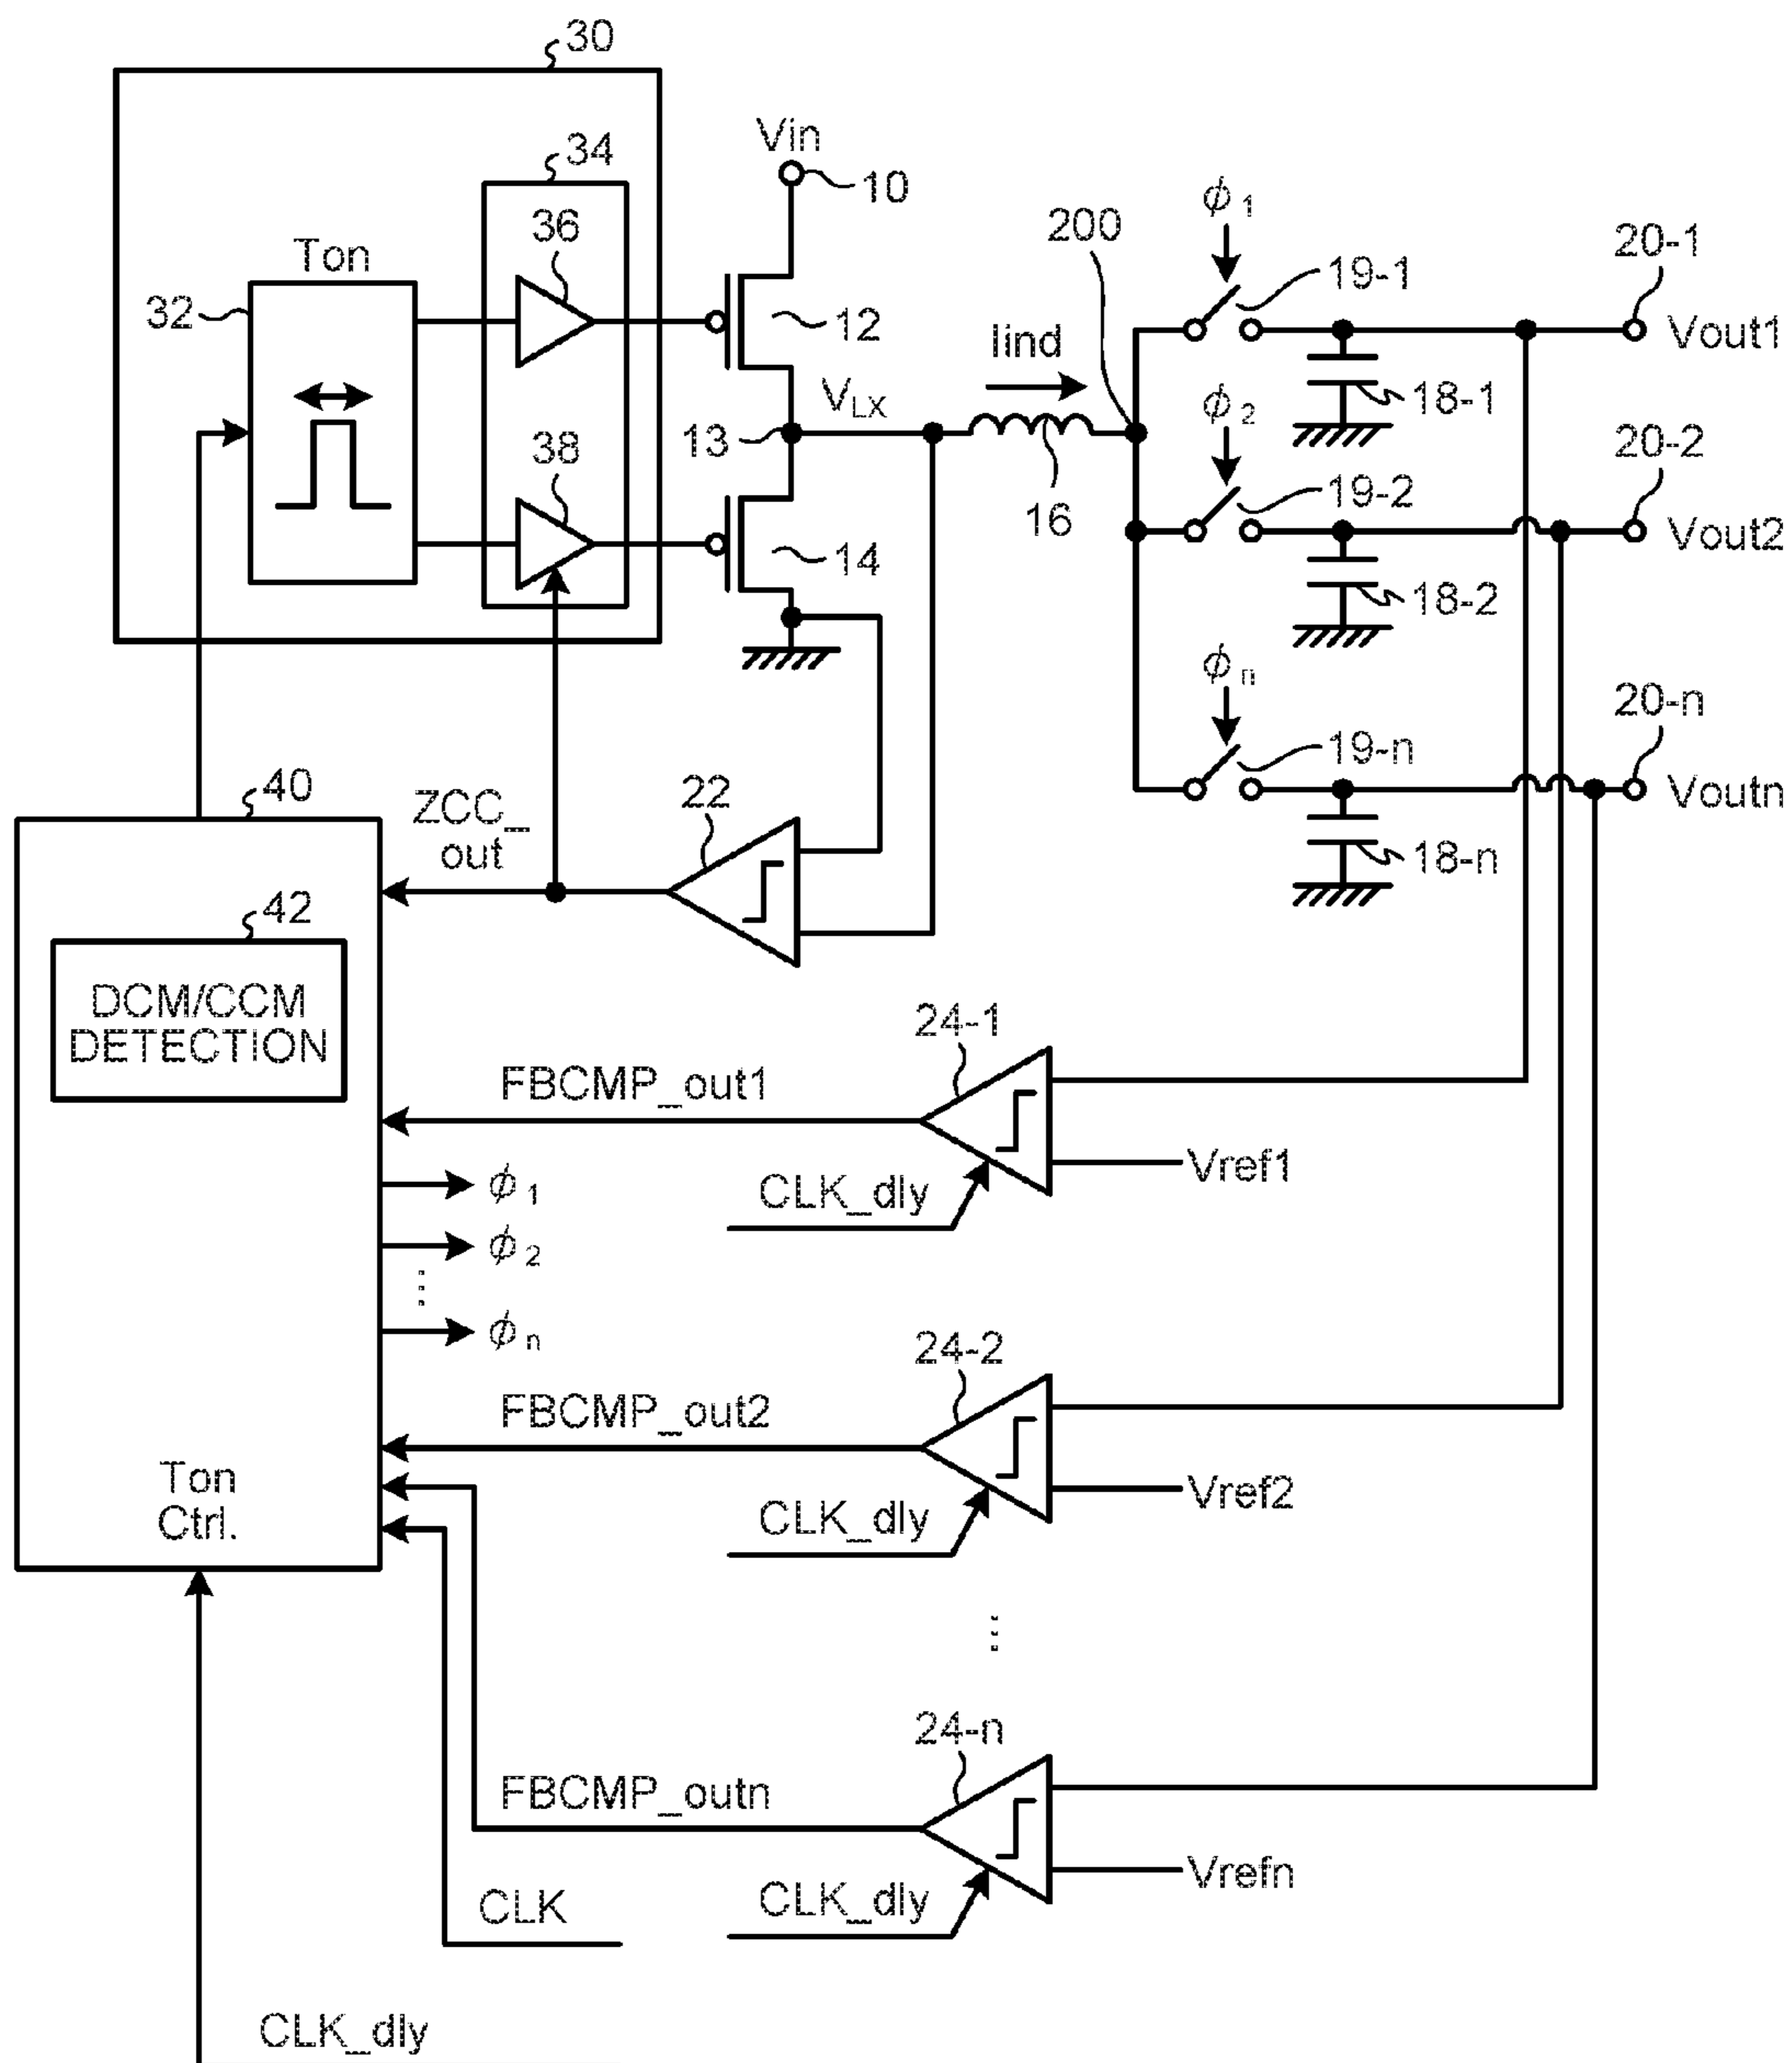 30
Vin
10
34
36
Ton
32
12
38
V_LX
13
14
Iind
16
200
ϕ1
19-1
20-1
Vout1
18-1
ϕ2
19-2
20-2
Vout2
18-2
ϕn
19-n
20-n
Voutn
18-n
40
ZCC_
out
22
42
DCM/CCM
DETECTION
24-1
FBCMP_out1
Vref1
CLK_dly
ϕ1
ϕ2
⋮
ϕn
24-2
FBCMP_out2
Vref2
CLK_dly
Ton
Ctrl.
⋮
24-n
FBCMP_outn
Vrefn
CLK_dly
CLK
CLK_dly